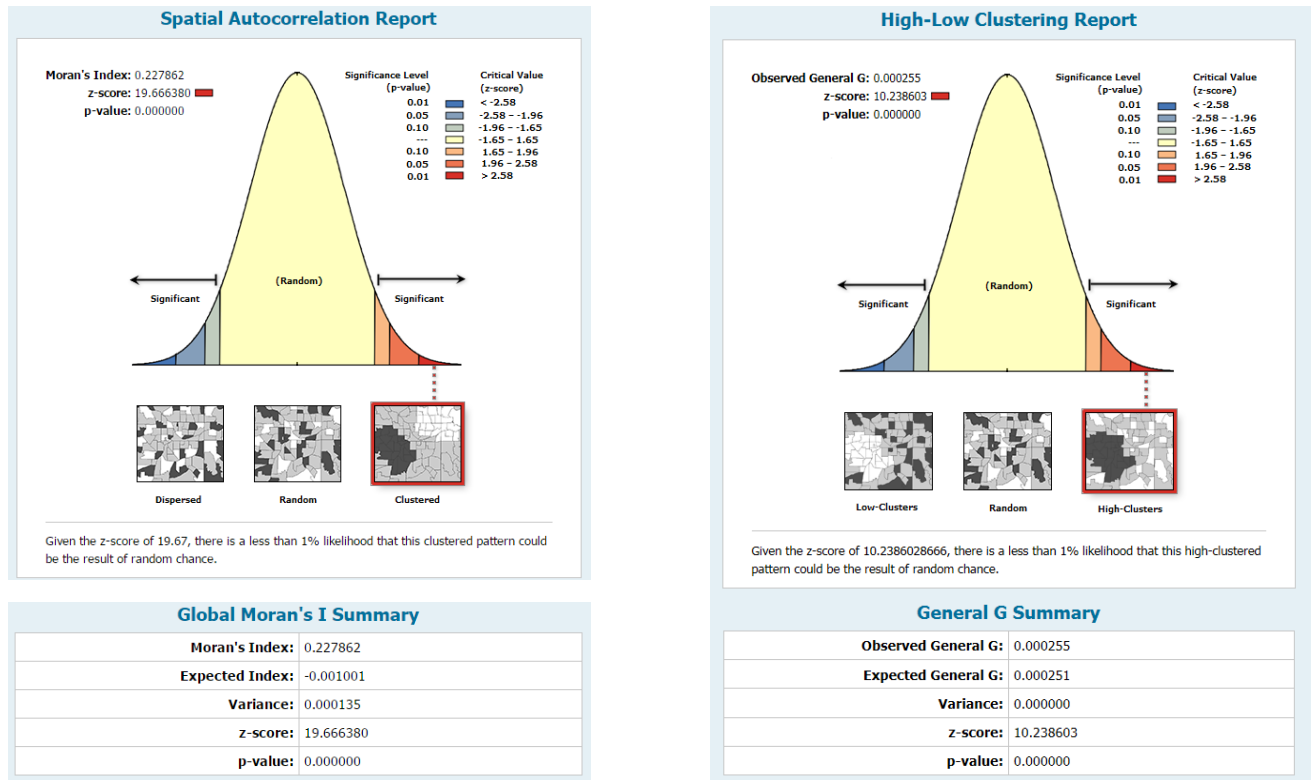 Spatial Autocorrelation Report
Moran's Index: 0.227862
z-score: 19.666380
p-value: 0.000000
Significance Level
(p-value)
Critical Value
(z-score)
0.01 < -2.58
0.05 -2.58 – -1.96
0.10 -1.96 – -1.65
--- -1.65 – 1.65
0.10 1.65 – 1.96
0.05 1.96 – 2.58
0.01 > 2.58
(Random)
Significant
Significant
Dispersed
Random
Clustered
Given the z-score of 19.67, there is a less than 1% likelihood that this clustered pattern could
be the result of random chance.
Global Moran's I Summary
Moran's Index: 0.227862
Expected Index: -0.001001
Variance: 0.000135
z-score: 19.666380
p-value: 0.000000
High-Low Clustering Report
Observed General G: 0.000255
z-score: 10.238603
p-value: 0.000000
Significance Level
(p-value)
Critical Value
(z-score)
0.01 < -2.58
0.05 -2.58 – -1.96
0.10 -1.96 – -1.65
--- -1.65 – 1.65
0.10 1.65 – 1.96
0.05 1.96 – 2.58
0.01 > 2.58
(Random)
Significant
Significant
Low-Clusters
Random
High-Clusters
Given the z-score of 10.2386028666, there is a less than 1% likelihood that this high-clustered
pattern could be the result of random chance.
General G Summary
Observed General G: 0.000255
Expected General G: 0.000251
Variance: 0.000000
z-score: 10.238603
p-value: 0.000000